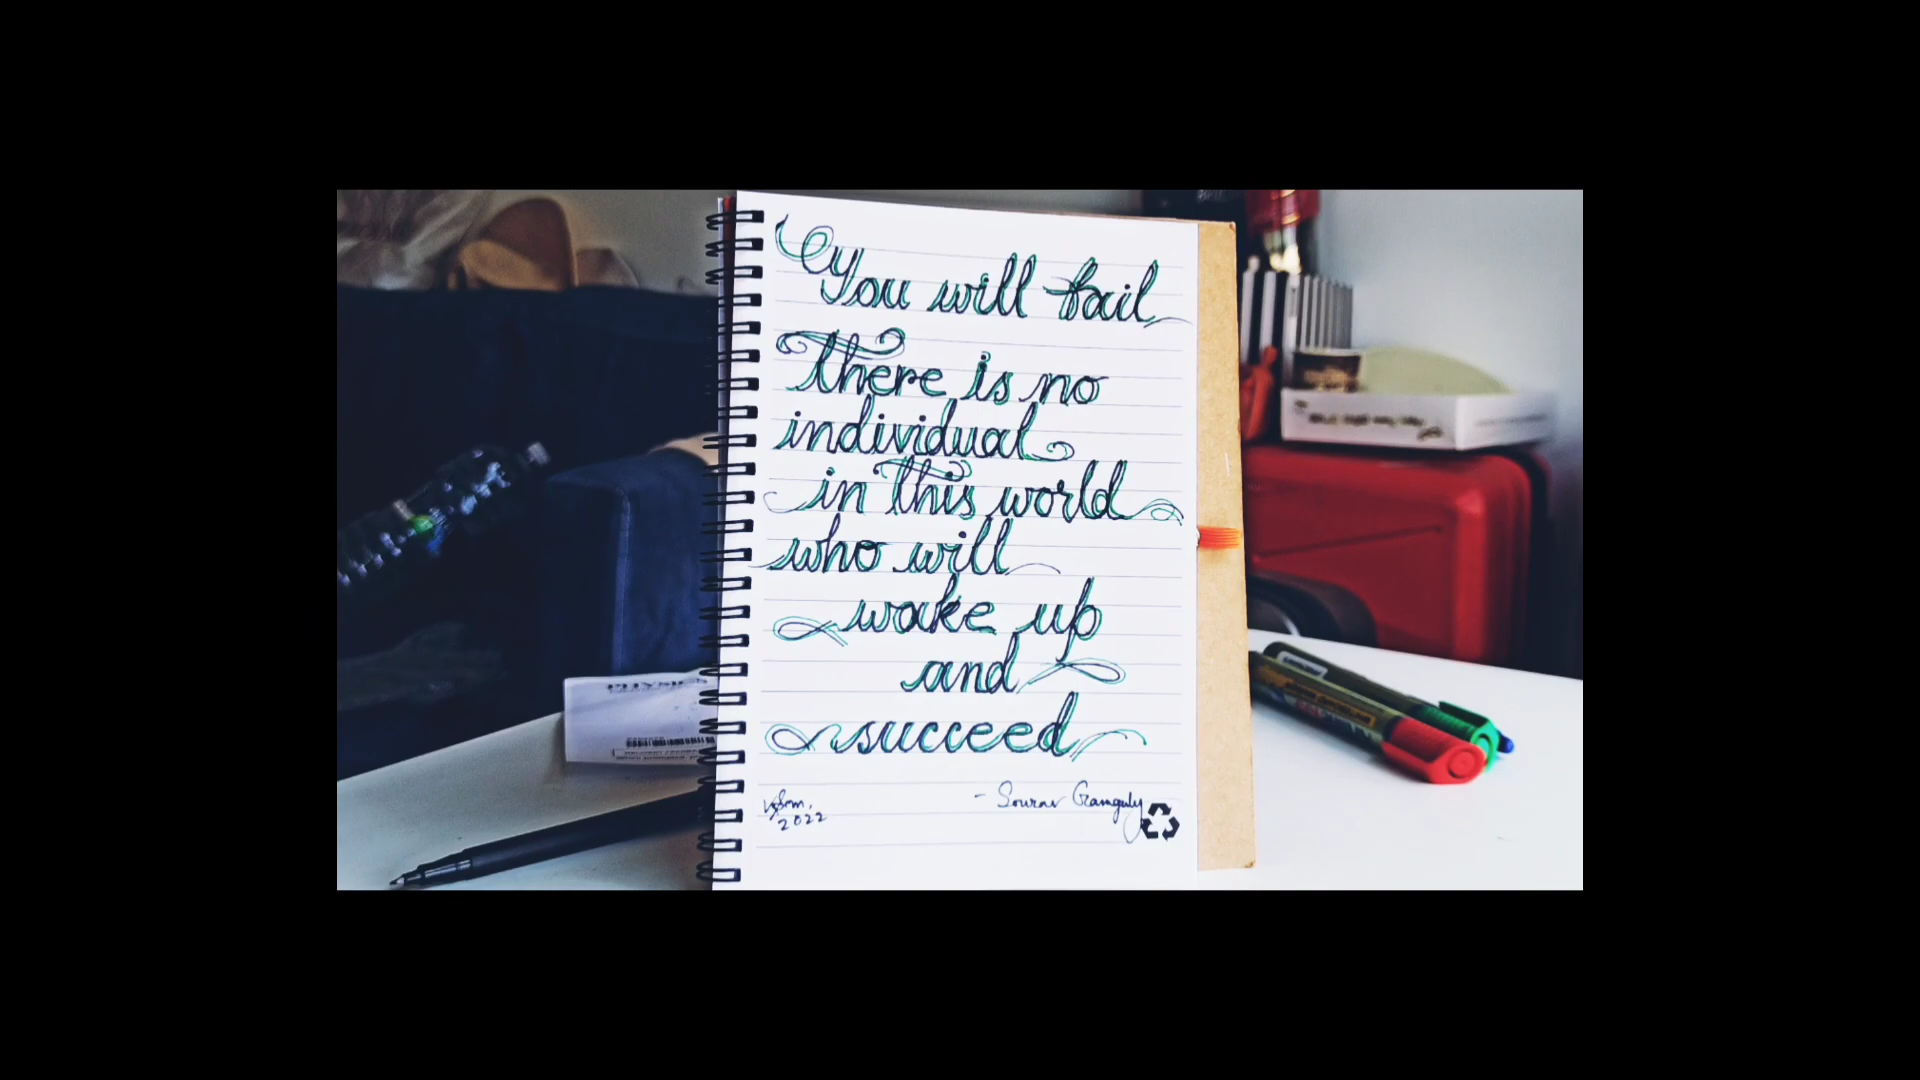 You will fail
There is no
individual
in this world
who will
wake up
and
succeed
- Sourav Ganguly
2022